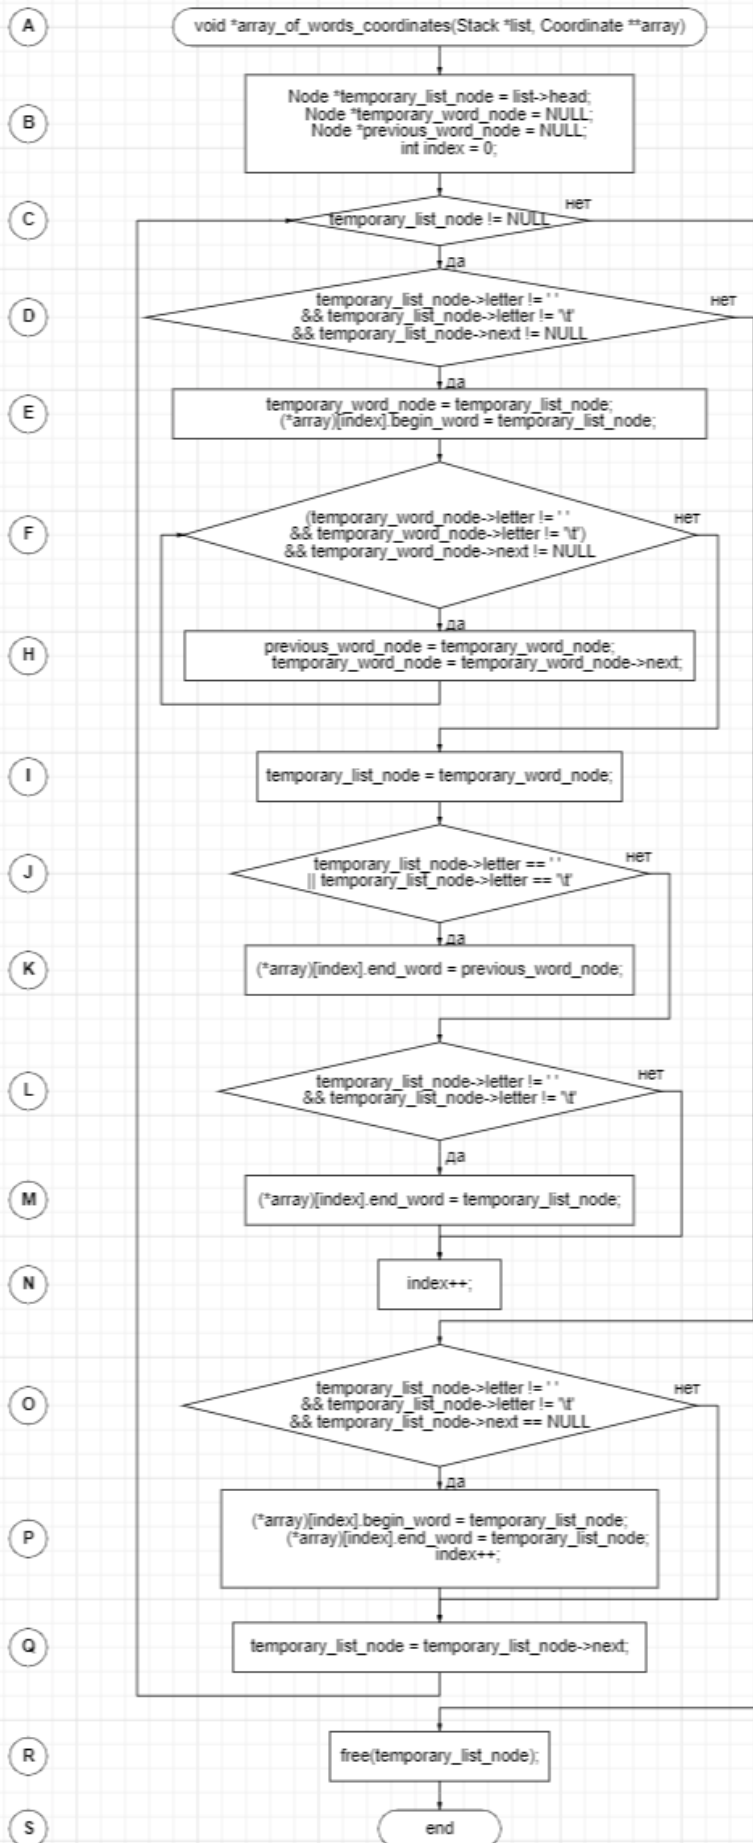 A
void *array_of_words_coordinates(Stack *list, Coordinate **array)
B
Node *temporary_list_node = list->head;
Node *temporary_word_node = NULL;
Node *previous_word_node = NULL;
int index = 0;
C
temporary_list_node != NULL
нет
да
D
temporary_list_node->letter != ' '
&& temporary_list_node->letter != '\t'
&& temporary_list_node->next != NULL
нет
да
E
temporary_word_node = temporary_list_node;
(*array)[index].begin_word = temporary_list_node;
F
(temporary_word_node->letter != ' '
&& temporary_word_node->letter != '\t')
&& temporary_word_node->next != NULL
нет
да
H
previous_word_node = temporary_word_node;
temporary_word_node = temporary_word_node->next;
I
temporary_list_node = temporary_word_node;
J
temporary_list_node->letter == ' '
|| temporary_list_node->letter == '\t'
нет
да
K
(*array)[index].end_word = previous_word_node;
L
temporary_list_node->letter != ' '
&& temporary_list_node->letter != '\t'
нет
да
M
(*array)[index].end_word = temporary_list_node;
N
index++;
O
temporary_list_node->letter != ' '
&& temporary_list_node->letter != '\t'
&& temporary_list_node->next == NULL
нет
да
P
(*array)[index].begin_word = temporary_list_node;
(*array)[index].end_word = temporary_list_node;
index++;
Q
temporary_list_node = temporary_list_node->next;
R
free(temporary_list_node);
S
end